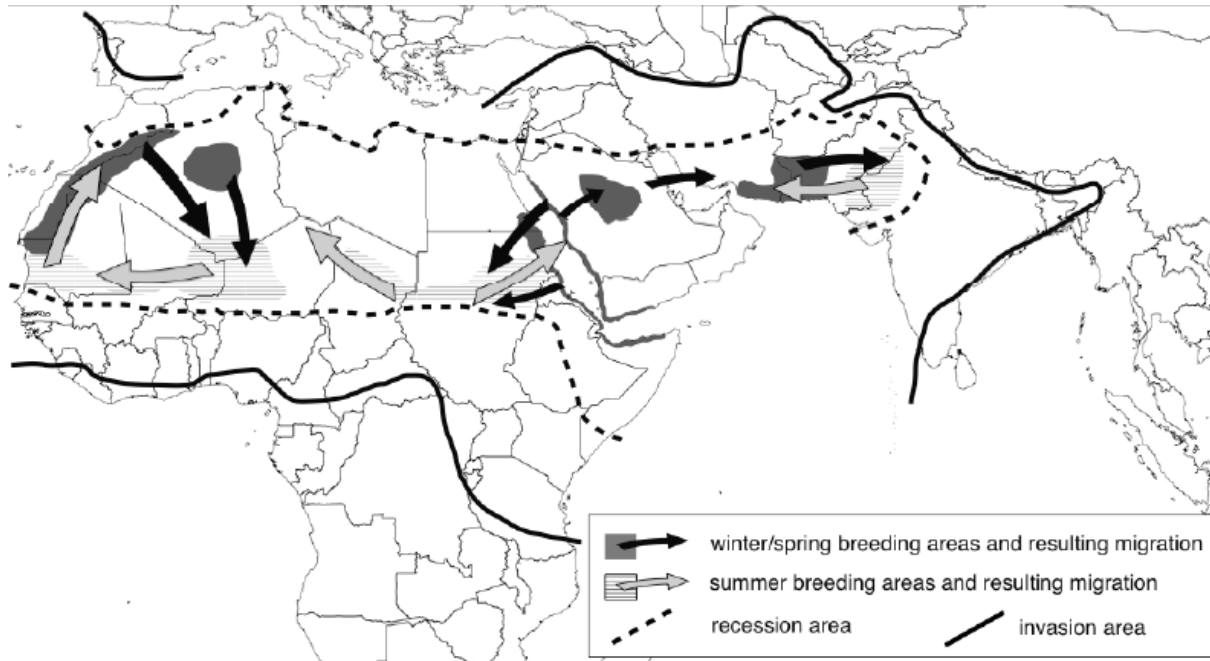 winter/spring breeding areas and resulting migration
summer breeding areas and resulting migration
recession area invasion area